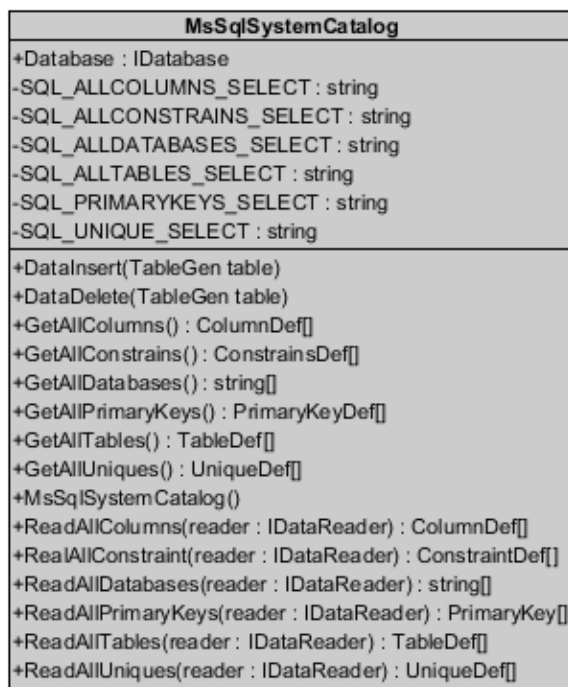 MsSqlSystemCatalog
+Database : IDatabase
-SQL_ALLCOLUMNS_SELECT : string
-SQL_ALLCONSTRAINS_SELECT : string
-SQL_ALLDATABASES_SELECT : string
-SQL_ALLTABLES_SELECT : string
-SQL_PRIMARYKEYS_SELECT : string
-SQL_UNIQUE_SELECT : string
+DataInsert(TableGen table)
+DataDelete(TableGen table)
+GetAllColumns() : ColumnDef[]
+GetAllConstrains() : ConstrainsDef[]
+GetAllDatabases() : string[]
+GetAllPrimaryKeys() : PrimaryKeyDef[]
+GetAllTables() : TableDef[]
+GetAllUniques() : UniqueDef[]
+MsSqlSystemCatalog()
+ReadAllColumns(reader : IDataReader) : ColumnDef[]
+RealAllConstraint(reader : IDataReader) : ConstraintDef[]
+ReadAllDatabases(reader : IDataReader) : string[]
+ReadAllPrimaryKeys(reader : IDataReader) : PrimaryKey[]
+ReadAllTables(reader : IDataReader) : TableDef[]
+ReadAllUniques(reader : IDataReader) : UniqueDef[]